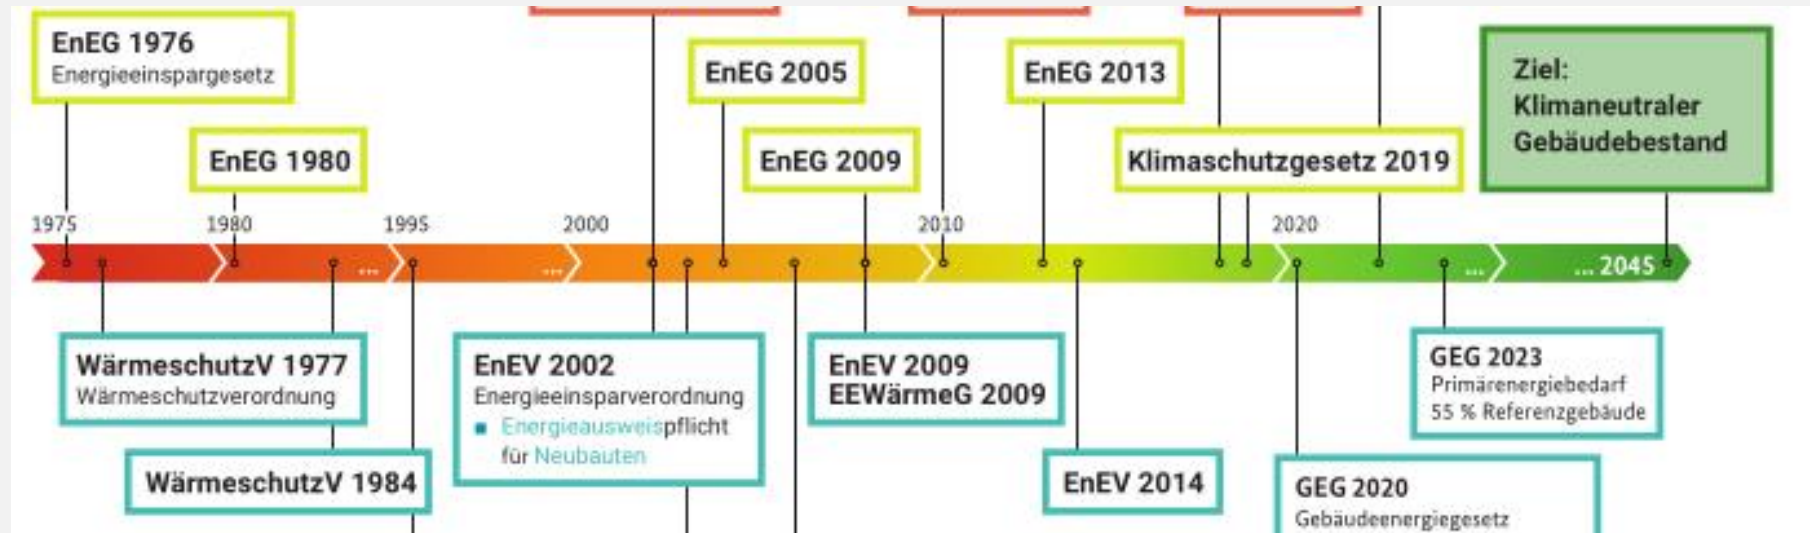 EnEG 1976
Energieeinspargesetz
EnEG 2005
EnEG 2013
Ziel:
Klimaneutraler
Gebäudebestand
EnEG 1980
EnEG 2009
Klimaschutzgesetz 2019
1975
1980
1995
2000
2010
2020
...
...
...
... 2045
WärmeschutzV 1977
Wärmeschutzverordnung
EnEV 2002
Energieeinsparverordnung
▪ Energieausweispflicht
für Neubauten
EnEV 2009
EEWärmeG 2009
GEG 2023
Primärenergiebedarf
55 % Referenzgebäude
WärmeschutzV 1984
EnEV 2014
GEG 2020
Gebäudeenergiegesetz